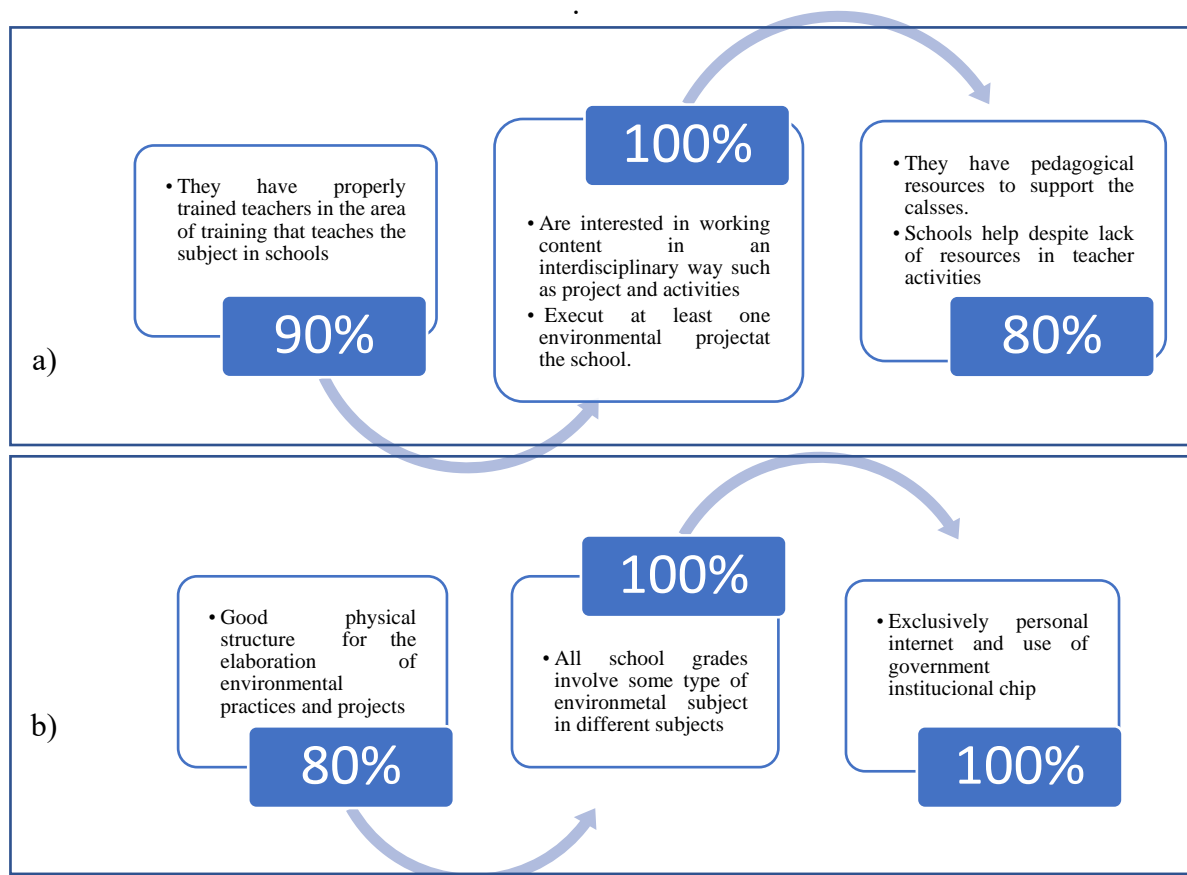 .
a)
• They have properly
trained teachers in the area
of training that teaches the
subject in schools
90%
100%
• Are interested in working
content in an
interdisciplinary way such
as project and activities
• Execut at least one
environmental projectat
the school.
• They have pedagogical
resources to support the
calsses.
• Schools help despite lack
of resources in teacher
activities
80%
b)
• Good physical
structure for the
elaboration of
environmental
practices and projects
80%
100%
• All school grades
involve some type of
environmetal subject
in different subjects
• Exclusively personal
internet and use of
government
institucional chip
100%